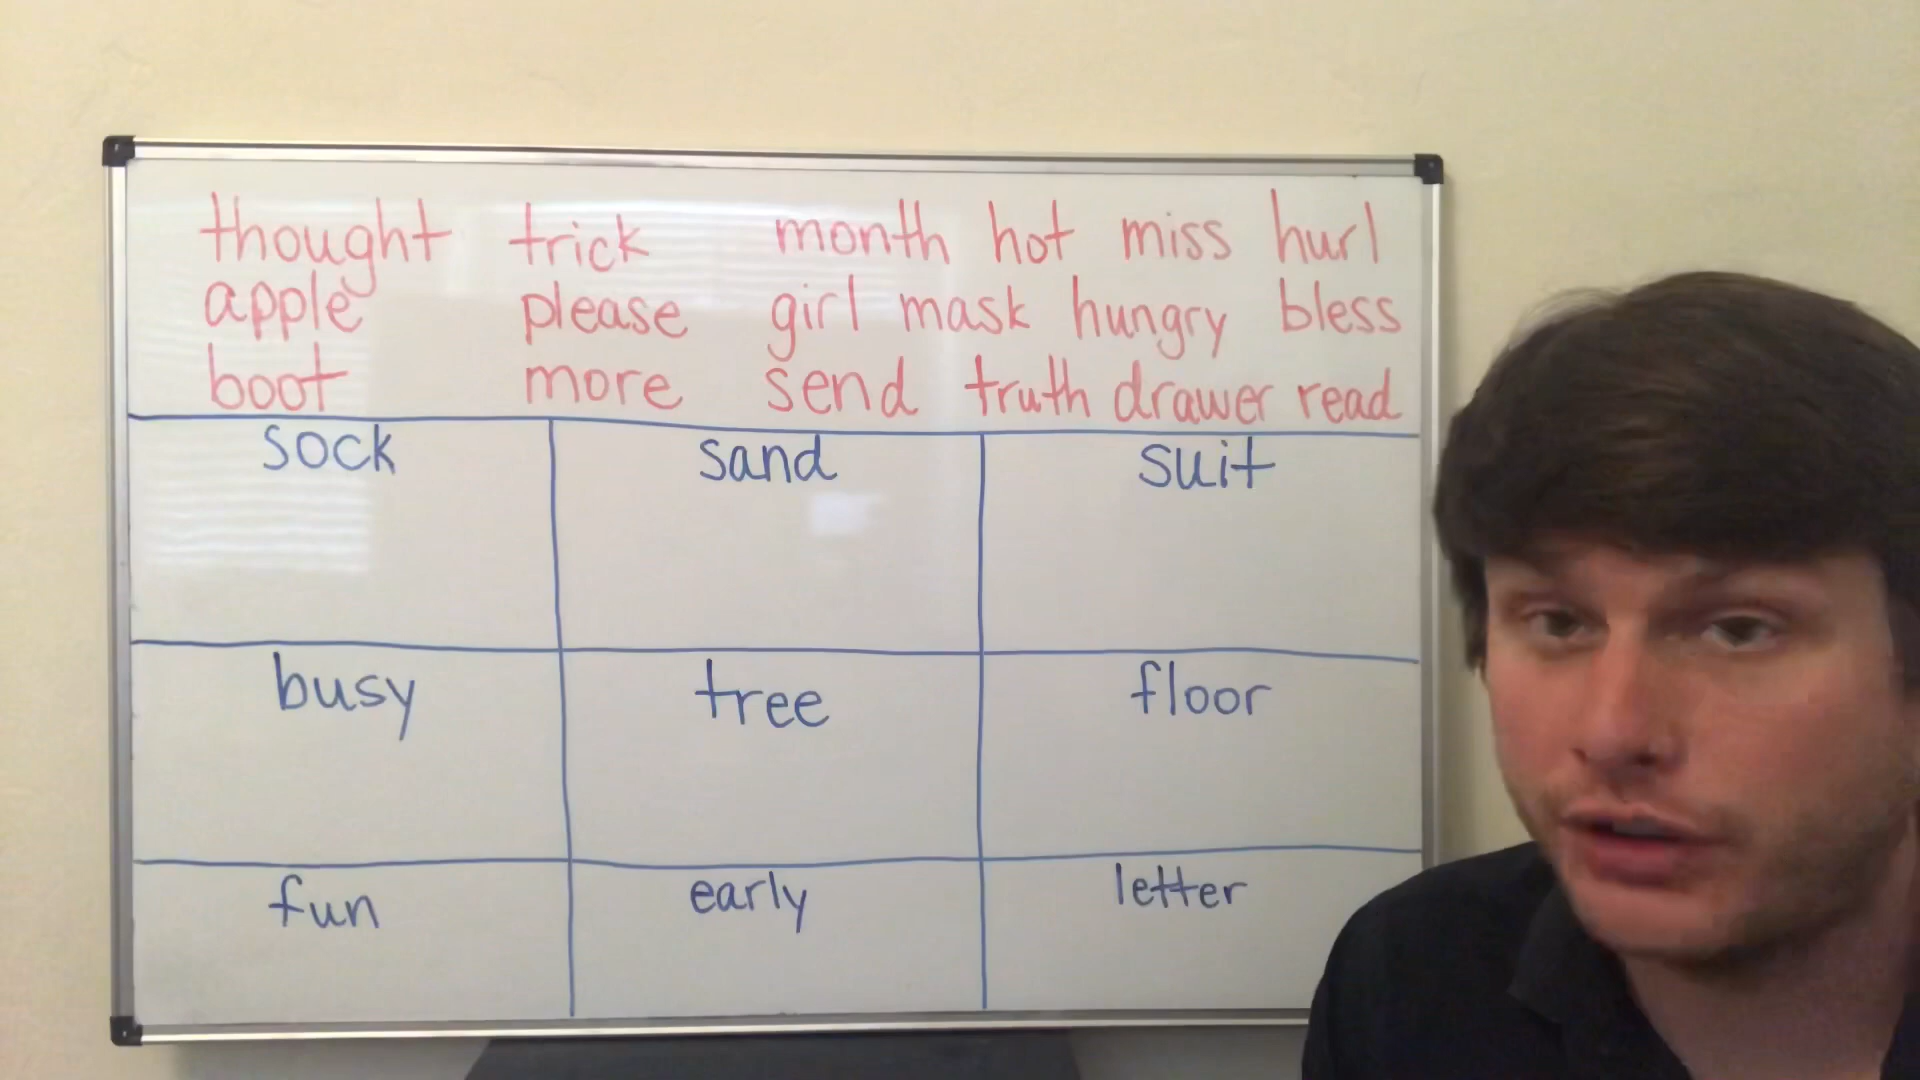 thought trick month hot miss hurl
apple please girl mask hungry bless
boot more send truth drawer read
sock sand suit
busy tree floor
fun early letter